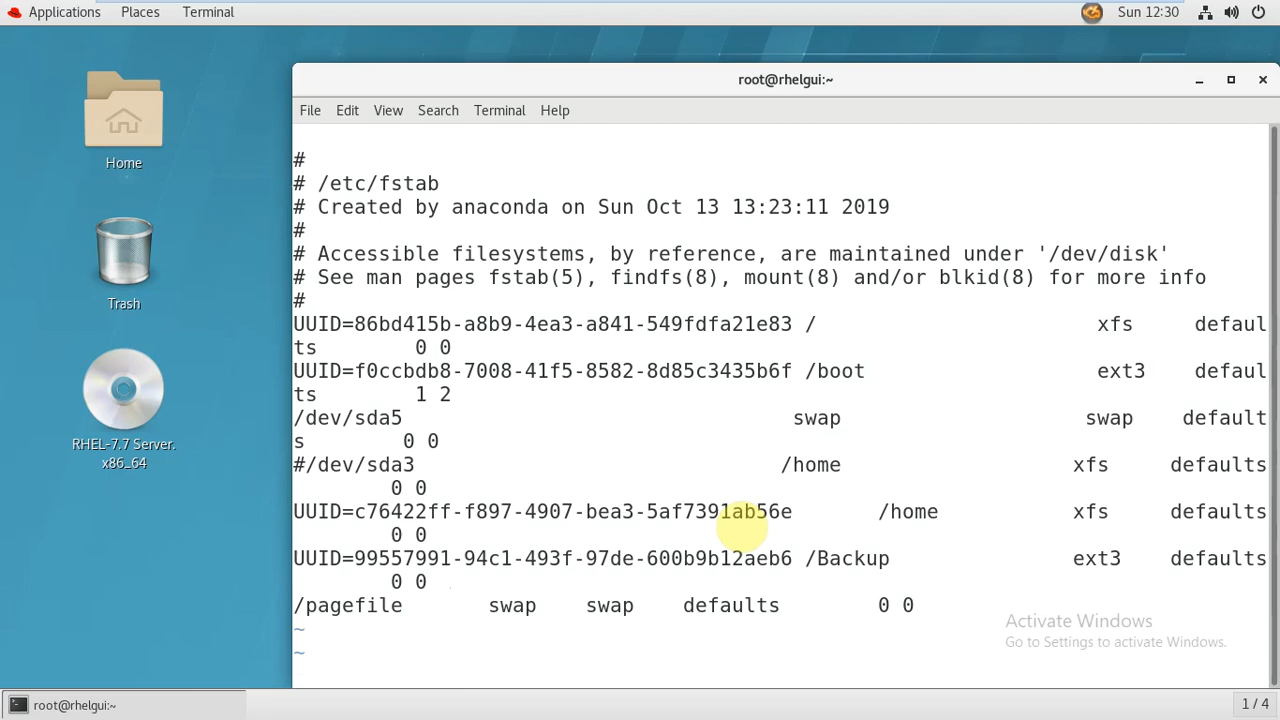 Applications Places Terminal Sun 12:30
root@rhelgui:~
File Edit View Search Terminal Help
Home
Trash
RHEL-7.7 Server.
x86_64
#
# /etc/fstab
# Created by anaconda on Sun Oct 13 13:23:11 2019
#
# Accessible filesystems, by reference, are maintained under '/dev/disk'
# See man pages fstab(5), findfs(8), mount(8) and/or blkid(8) for more info
#
UUID=86bd415b-a8b9-4ea3-a841-549fdfa21e83 / xfs defaul
ts 0 0
UUID=f0ccbdb8-7008-41f5-8582-8d85c3435b6f /boot ext3 defaul
ts 1 2
/dev/sda5 swap swap default
s 0 0
#/dev/sda3 /home xfs defaults
0 0
UUID=c76422ff-f897-4907-bea3-5af7391ab56e /home xfs defaults
0 0
UUID=99557991-94c1-493f-97de-600b9b12aeb6 /Backup ext3 defaults
0 0
/pagefile swap swap defaults 0 0
~
~
Activate Windows
Go to Settings to activate Windows.
root@rhelgui:~
1 / 4